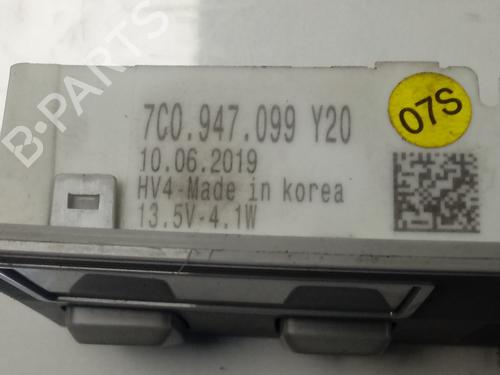 B-PARTS
7C0.947.099 Y20
10.06.2019
HV4-Made in korea
13.5V-4.1W
07S